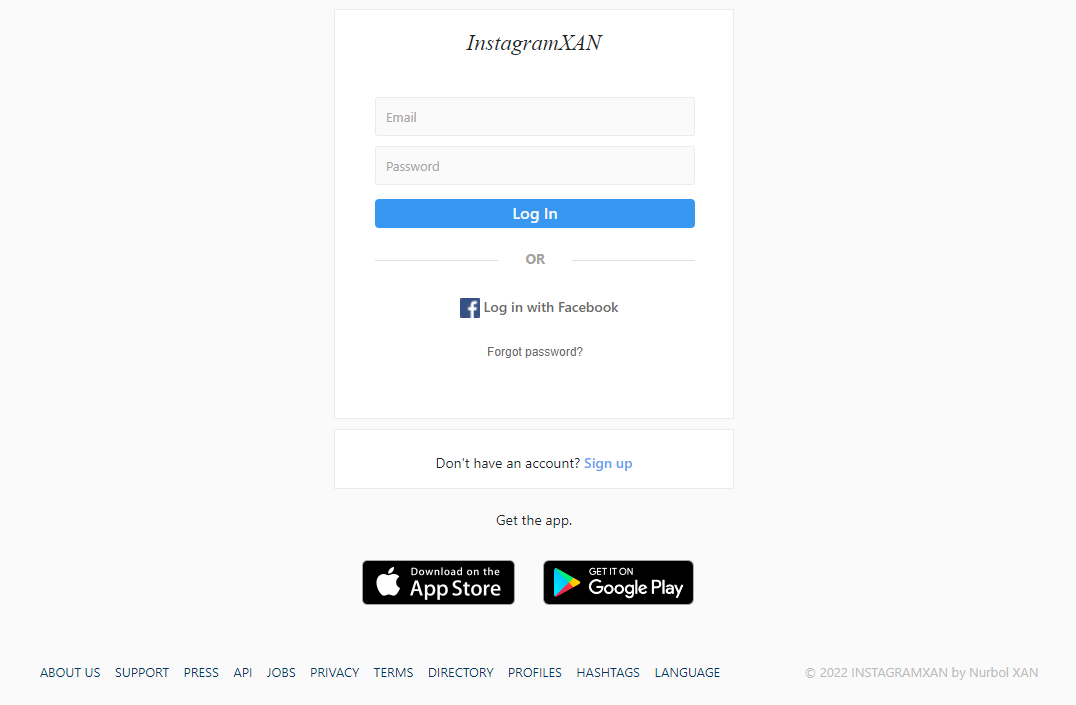 InstagramXAN
Email
Password
Log In
OR
Log in with Facebook
Forgot password?
Don't have an account? Sign up
Get the app.
Download on the
App Store
GET IT ON
Google Play
ABOUT US SUPPORT PRESS API JOBS PRIVACY TERMS DIRECTORY PROFILES HASHTAGS LANGUAGE © 2022 INSTAGRAMXAN by Nurbol XAN